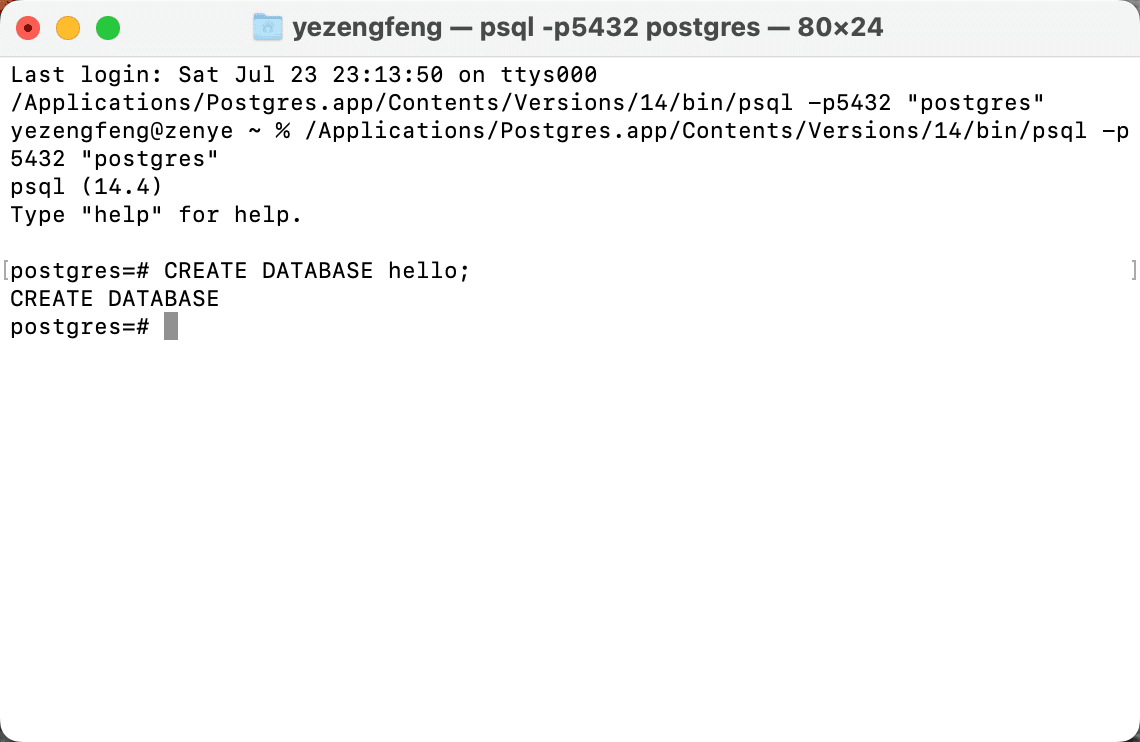 yezengfeng — psql -p5432 postgres — 80×24
Last login: Sat Jul 23 23:13:50 on ttys000
/Applications/Postgres.app/Contents/Versions/14/bin/psql -p5432 "postgres"
yezengfeng@zenye ~ % /Applications/Postgres.app/Contents/Versions/14/bin/psql -p
5432 "postgres"
psql (14.4)
Type "help" for help.
[postgres=# CREATE DATABASE hello; ]
CREATE DATABASE
postgres=#